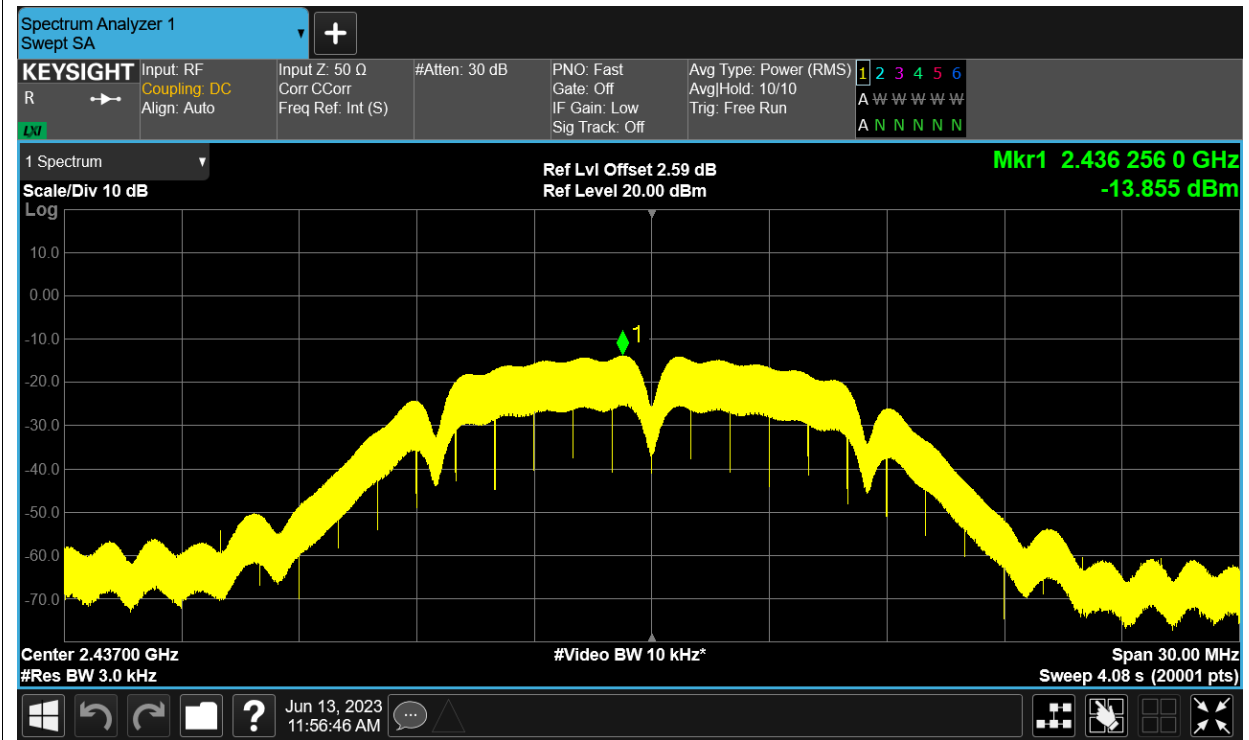 Spectrum Analyzer 1
Swept SA
KEYSIGHT
R
LXI
Input: RF
Coupling: DC
Align: Auto
Input Z: 50 Ω
Corr CCorr
Freq Ref: Int (S)
#Atten: 30 dB
PNO: Fast
Gate: Off
IF Gain: Low
Sig Track: Off
Avg Type: Power (RMS)
Avg|Hold: 10/10
Trig: Free Run
1 2 3 4 5 6
A W W W W W
A N N N N N
1 Spectrum
Scale/Div 10 dB
Log
Ref Lvl Offset 2.59 dB
Ref Level 20.00 dBm
Mkr1 2.436 256 0 GHz
-13.855 dBm
10.0
0.00
-10.0
-20.0
-30.0
-40.0
-50.0
-60.0
-70.0
1
Center 2.43700 GHz
#Res BW 3.0 kHz
#Video BW 10 kHz*
Span 30.00 MHz
Sweep 4.08 s (20001 pts)
?
Jun 13, 2023
11:56:46 AM